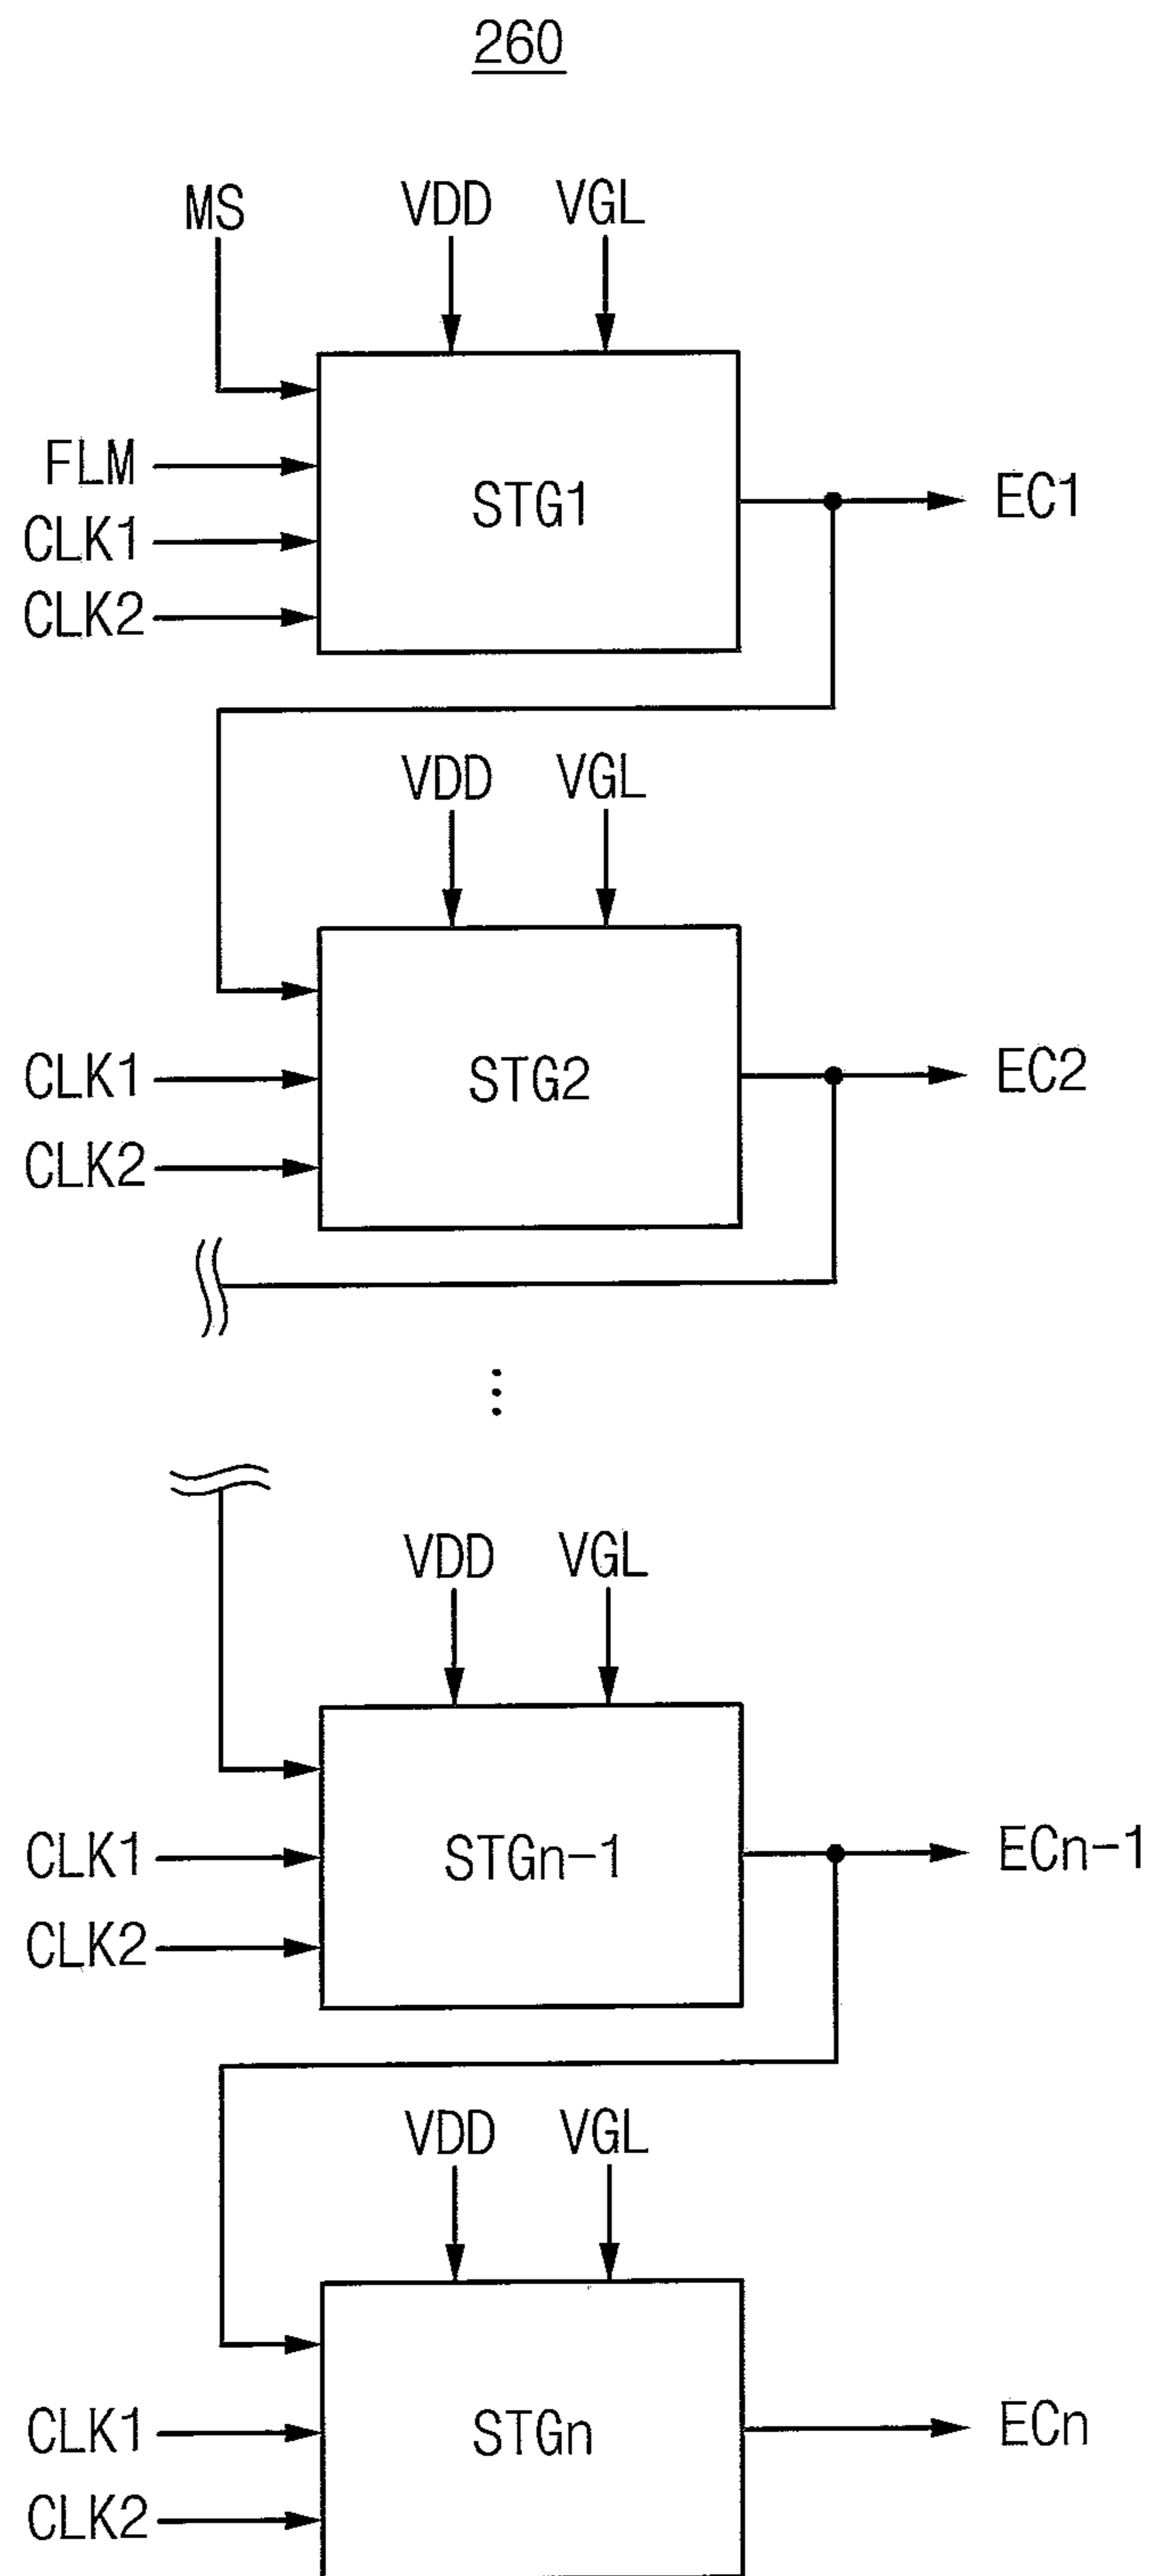 260
MS VDD VGL
FLM
CLK1
CLK2
STG1
EC1
VDD VGL
CLK1
CLK2
STG2
EC2
VDD VGL
CLK1
CLK2
STGn-1
ECn-1
VDD VGL
CLK1
CLK2
STGn
ECn